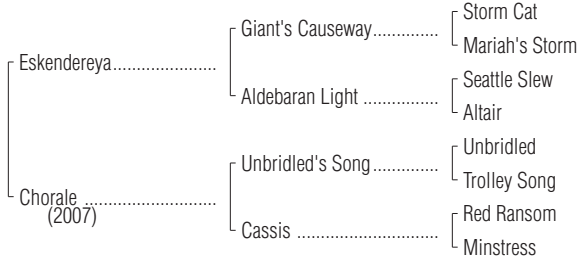 Storm Cat
Giant's Causeway..............
Mariah's Storm
Eskendereya......................
Seattle Slew
Aldebaran Light ................
Altair
Unbridled
Unbridled's Song..............
Trolley Song
Chorale ............................
(2007)
Red Ransom
Cassis ..............................
Minstress